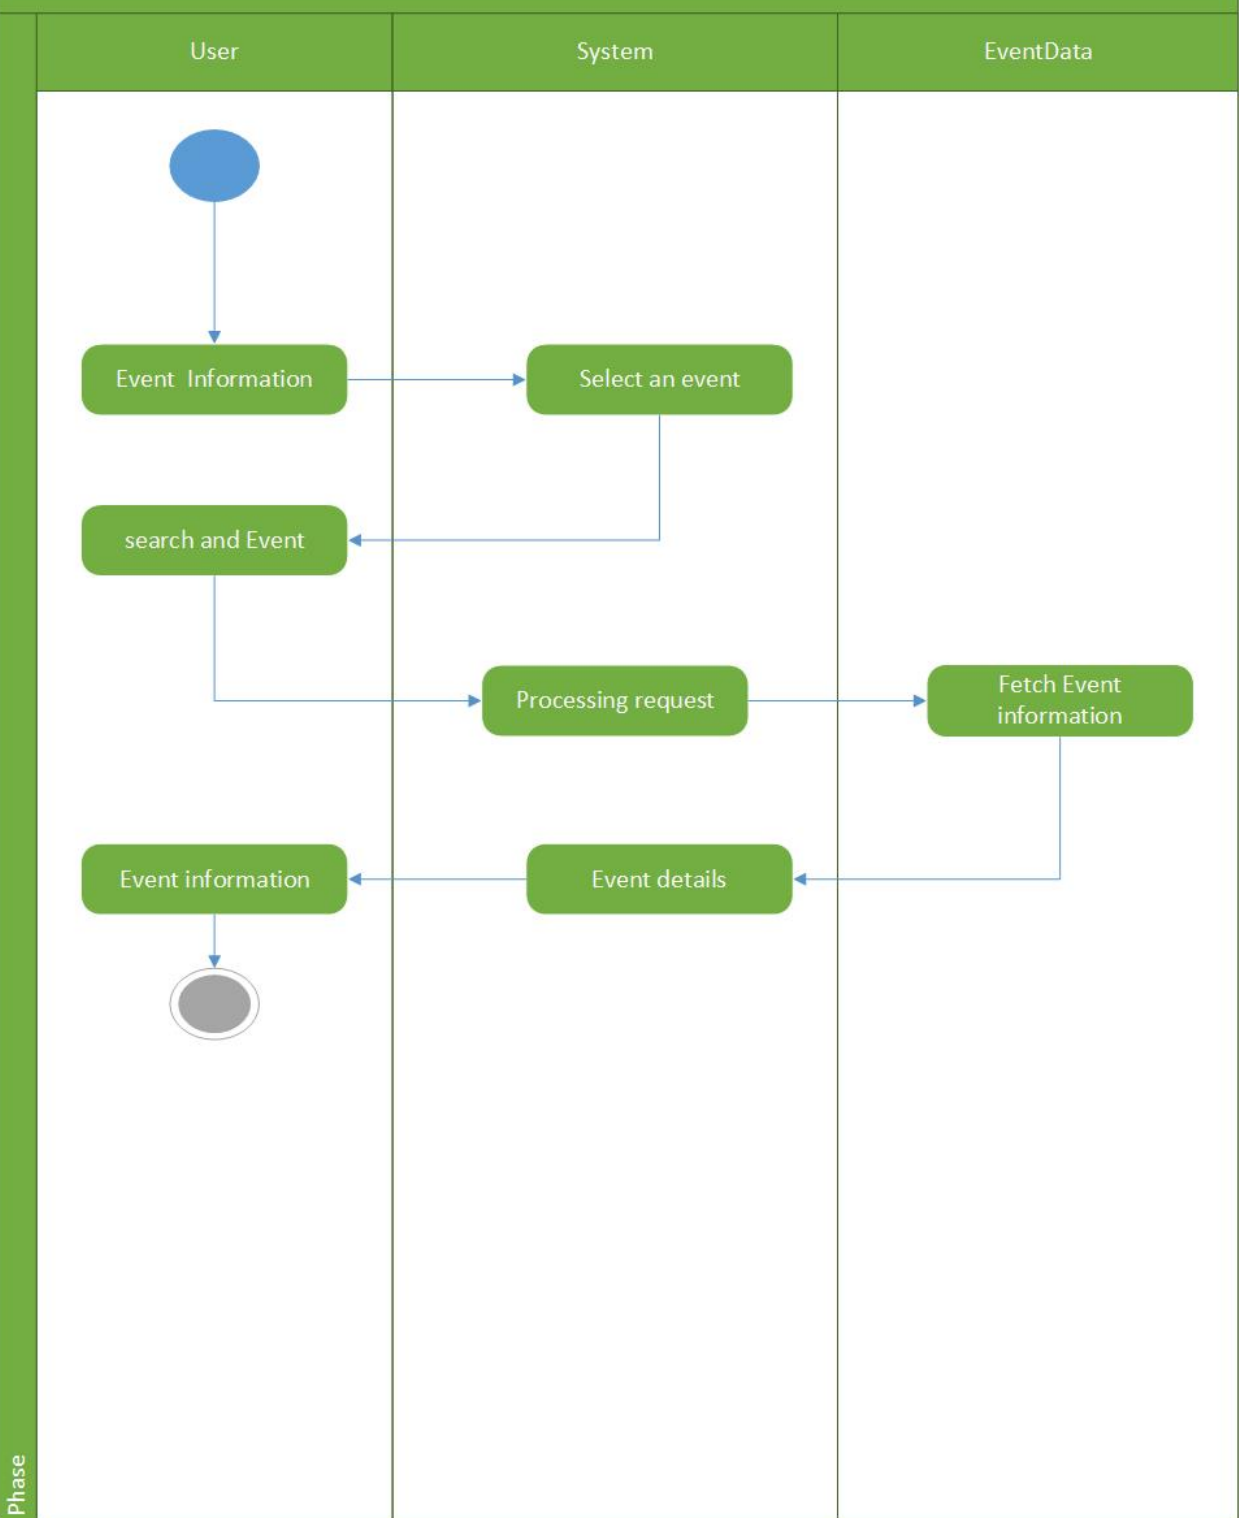 User
System
EventData
Event  Information
Select an event
search and Event
Processing request
Fetch Event
information
Event information
Event details
Phase